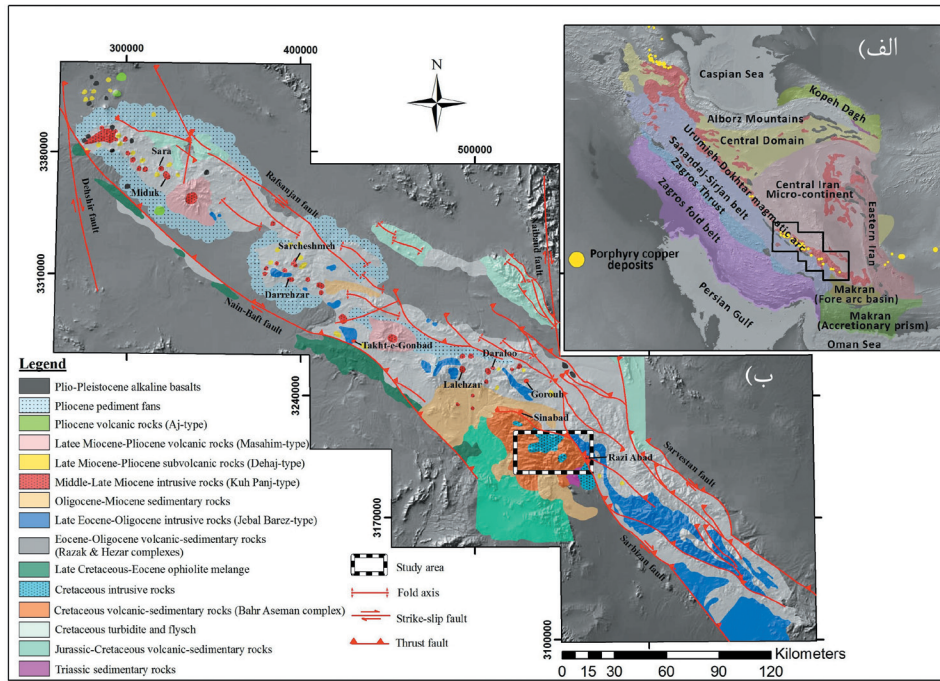 300000
400000
500000
N
3380000
3310000
3240000
3170000
3100000
Sara
Miduk
Dehshir fault
Rafsanjan fault
Sarcheshmeh
Darrehzar
Nain-Baft fault
Takht-e-Gonbad
Daraloo
Lalehzar
Gorouh
Sinabad
Razi Abad
Sarvestan fault
Sarbizan fault
ب)
الف)
Caspian Sea
Kopeh Dagh
Alborz Mountains
Central Domain
Urumieh-Dokhtar magmatic arc
Sanandaj-Sirjan belt
Zagros Thrust
Zagros fold belt
Central Iran
Micro-continent
Eastern Iran
Porphyry copper
deposits
Persian Gulf
Makran
(Fore arc basin)
Makran
(Accretionary prism)
Oman Sea
Legend
Plio-Pleistocene alkaline basalts
Pliocene pediment fans
Pliocene volcanic rocks (Aj-type)
Latee Miocene-Pliocene volcanic rocks (Masahim-type)
Late Miocene-Pliocene subvolcanic rocks (Dehaj-type)
Middle-Late Miocene intrusive rocks (Kuh Panj-type)
Oligocene-Miocene sedimentary rocks
Late Eocene-Oligocene intrusive rocks (Jebal Barez-type)
Eocene-Oligocene volcanic-sedimentary rocks
(Razak & Hezar complexes)
Late Cretaceous-Eocene ophiolite melange
Cretaceous intrusive rocks
Cretaceous volcanic-sedimentary rocks (Bahr Aseman complex)
Cretaceous turbidite and flysch
Jurassic-Cretaceous volcanic-sedimentary rocks
Triassic sedimentary rocks
Study area
Fold axis
Strike-slip fault
Thrust fault
Kilometers
0 15 30 60 90 120